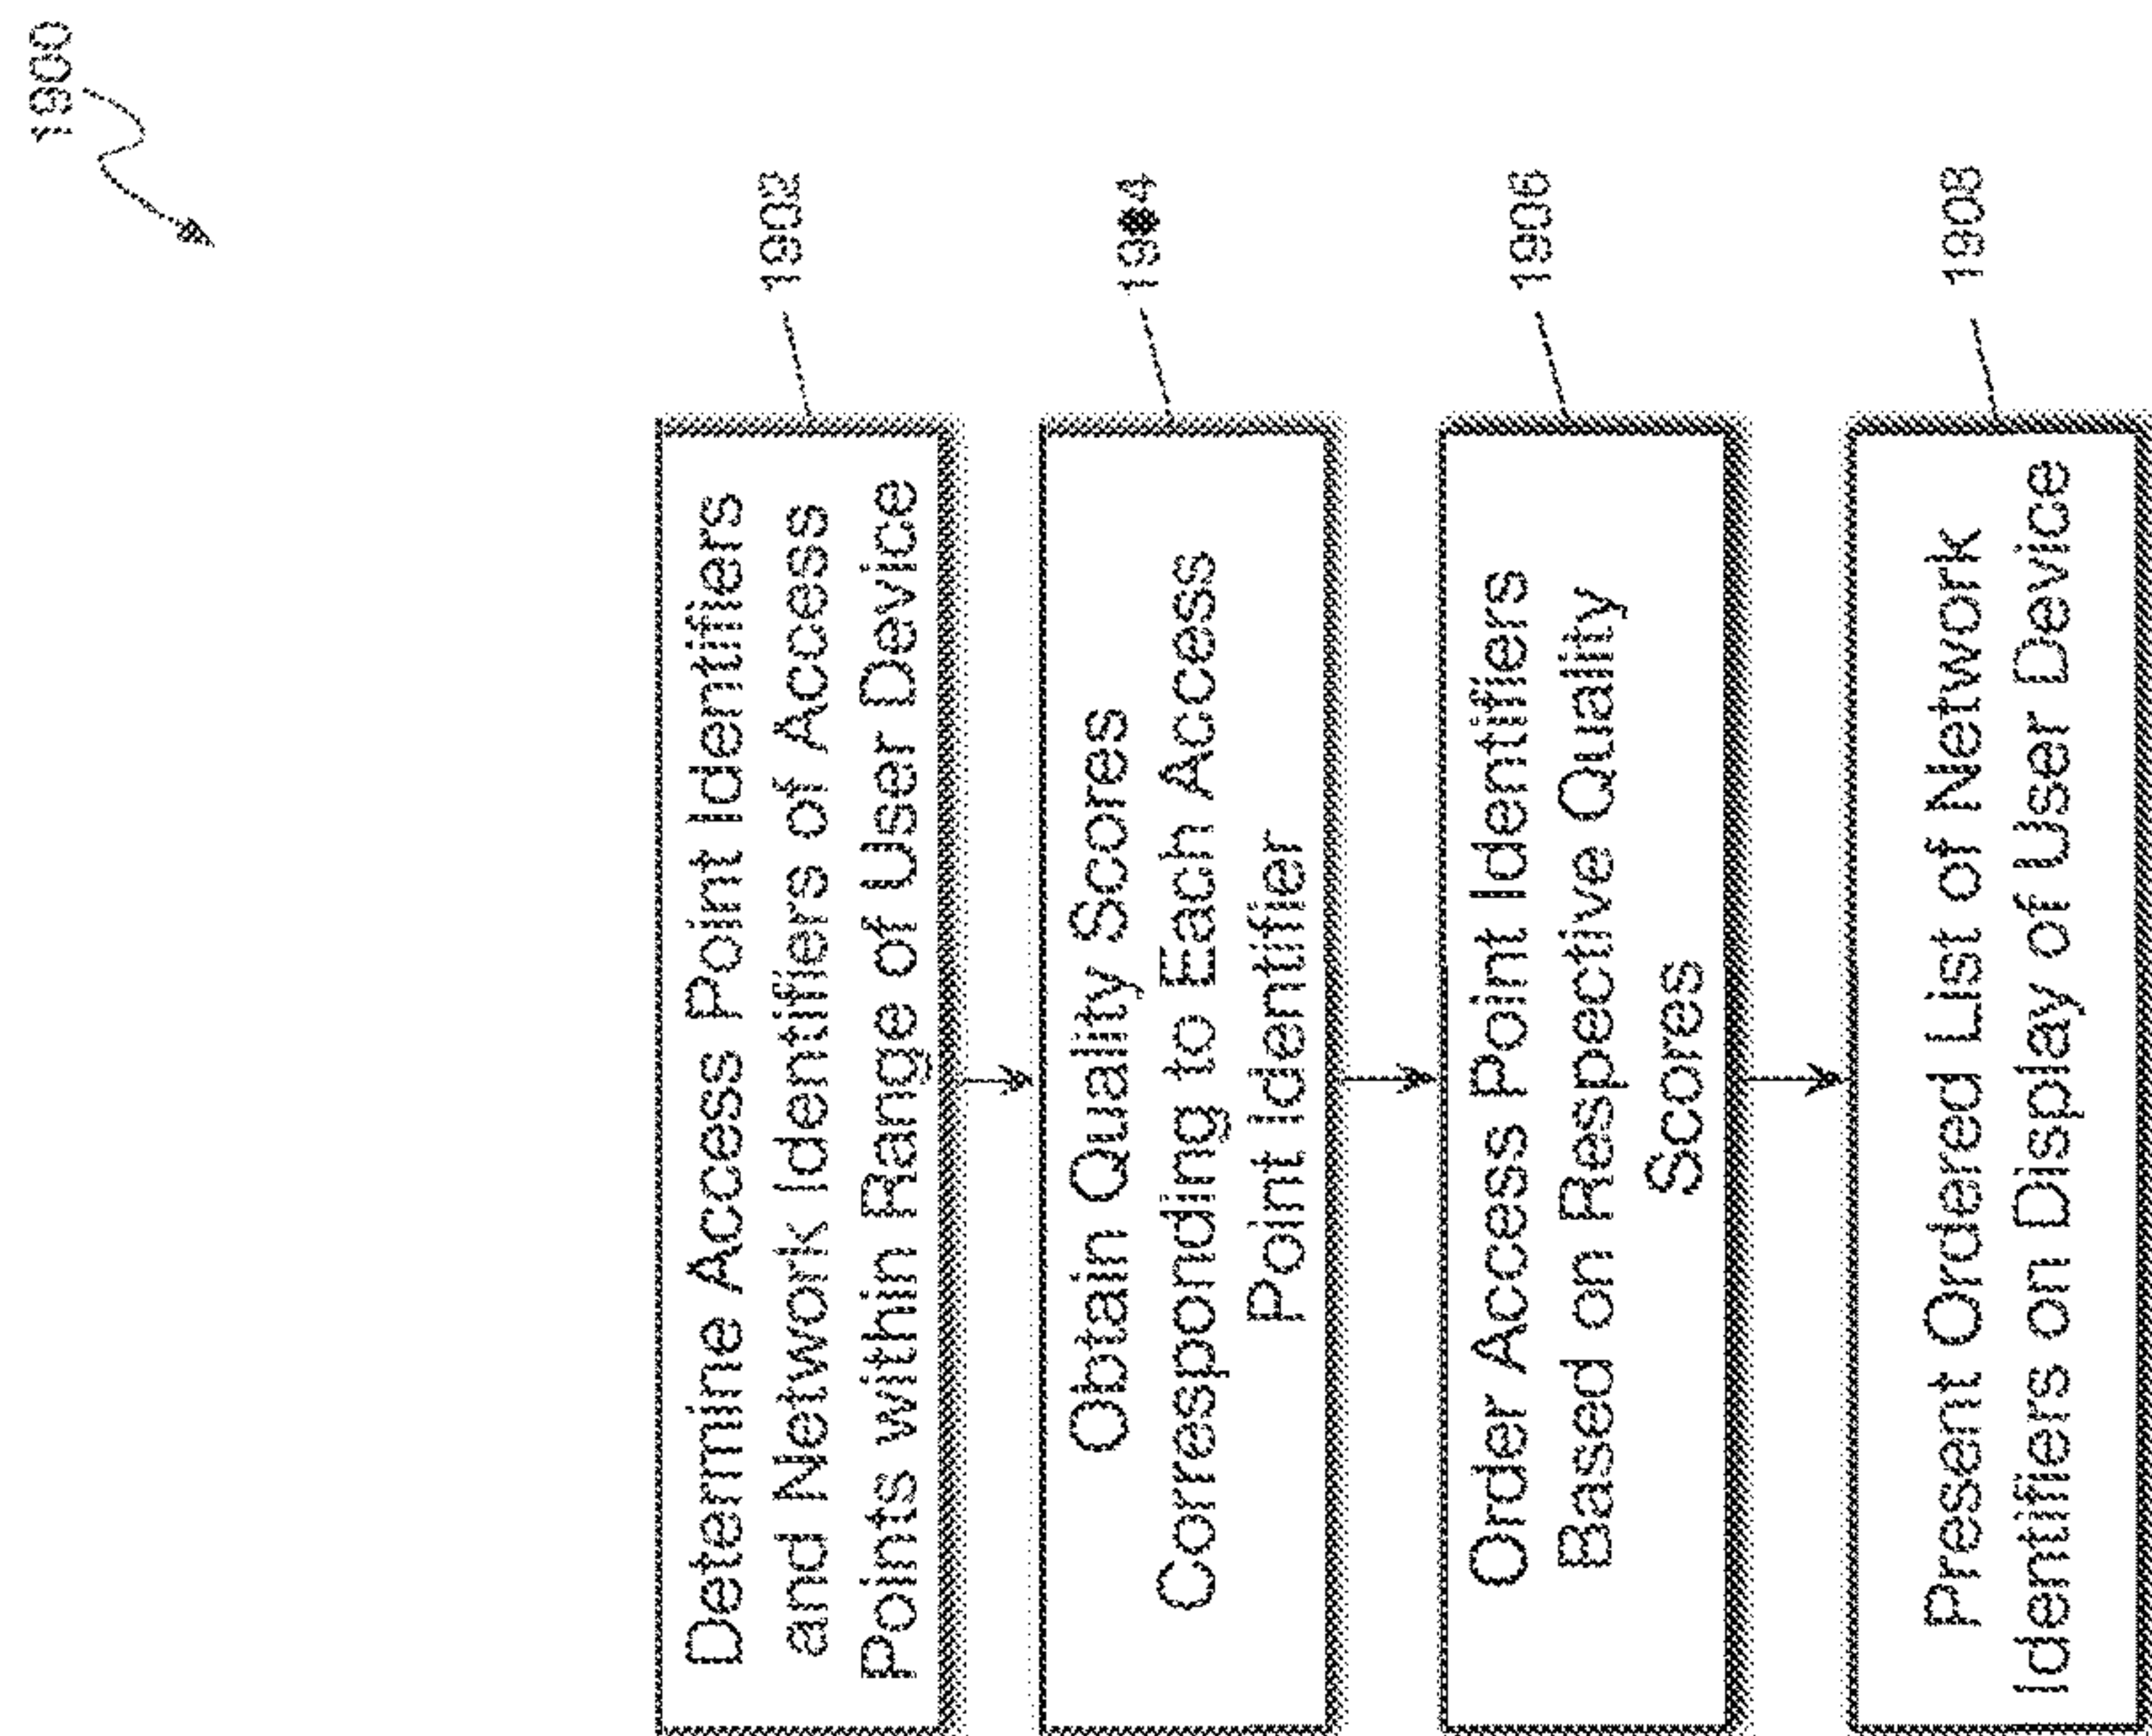 1900
Determine Access Point Identifiers
and Network Identifiers of Access
Points within Range of User Device
1902
Obtain Quality Scores
Corresponding to Each Access
Point Identifier
Order Access Point Identifiers
Based on Respective Quality
Scores
1906
Present Ordered List of Network
Identifiers on Display of User Device
1908